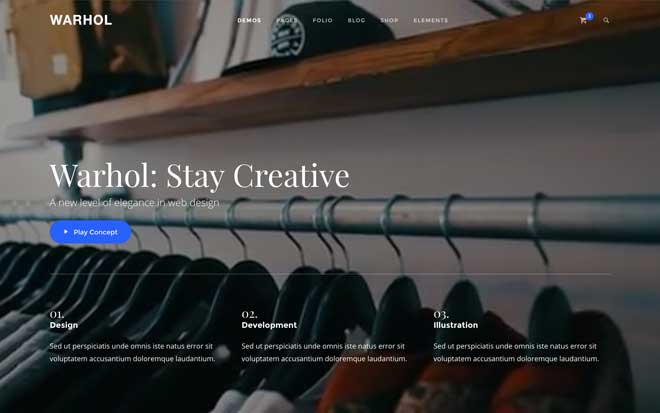 WARHOL
DEMOS PAGES FOLIO BLOG SHOP ELEMENTS
Warhol: Stay Creative
A new level of elegance in web design
Play Concept
01.
Design
Sed ut perspiciatis unde omnis iste natus error sit
voluptatem accusantium doloremque laudantium.
02.
Development
Sed ut perspiciatis unde omnis iste natus error sit
voluptatem accusantium doloremque laudantium.
03.
Illustration
Sed ut perspiciatis unde omnis iste natus error sit
voluptatem accusantium doloremque laudantium.